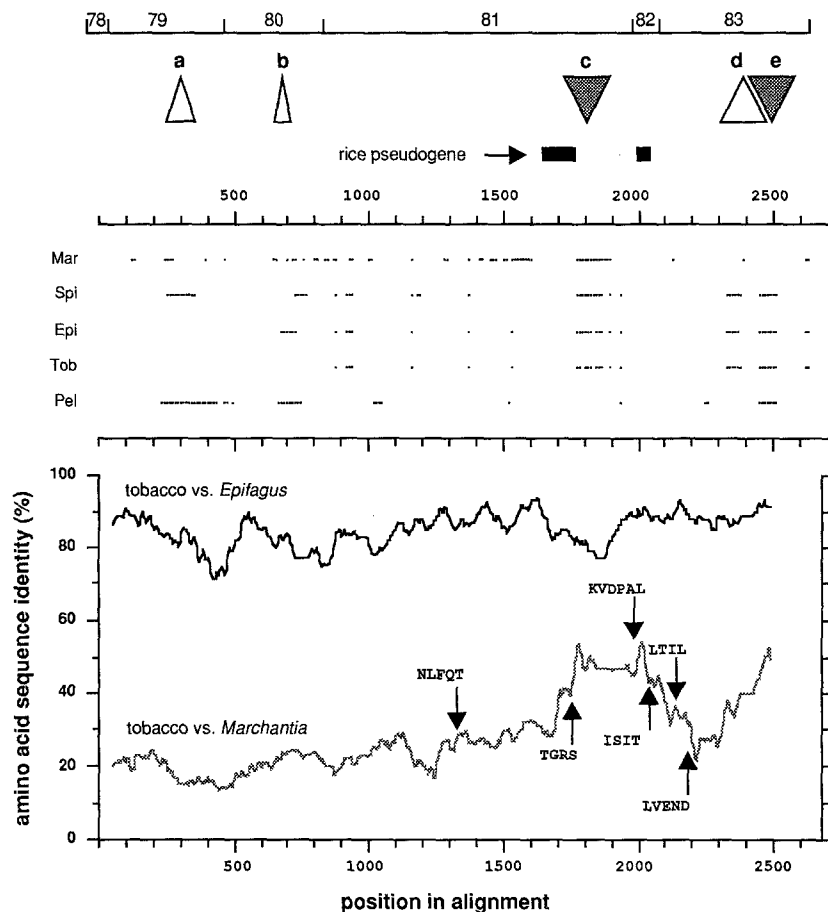 78 79 80 81 82 83
a b c d e
rice pseudogene
500 1000 1500 2000 2500
Mar
Spi
Epi
Tob
Pel
amino acid sequence identity (%)
100
80
60
40
20
0
tobacco vs. Epifagus
KVDPAL
NLFQT
LTIL
tobacco vs. Marchantia
TGRS
ISIT
LVEND
500 1000 1500 2000 2500
position in alignment